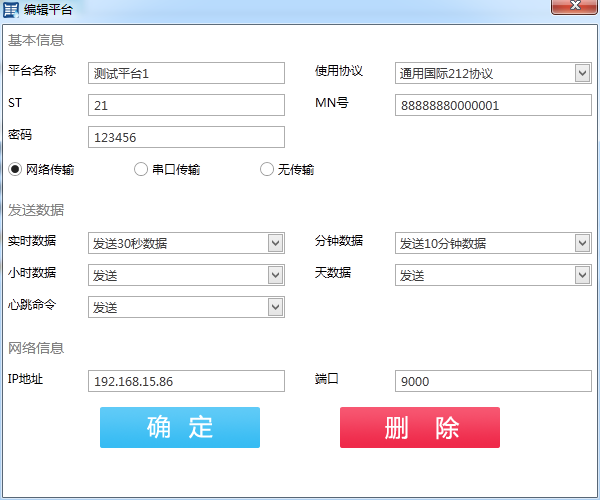 编辑平台
基本信息
平台名称 测试平台1 使用协议 通用国际212协议
ST 21 MN号 88888880000001
密码 123456
网络传输 串口传输 无传输
发送数据
实时数据 发送30秒数据 分钟数据 发送10分钟数据
小时数据 发送 天数据 发送
心跳命令 发送
网络信息
IP地址 192.168.15.86 端口 9000
确 定 删 除